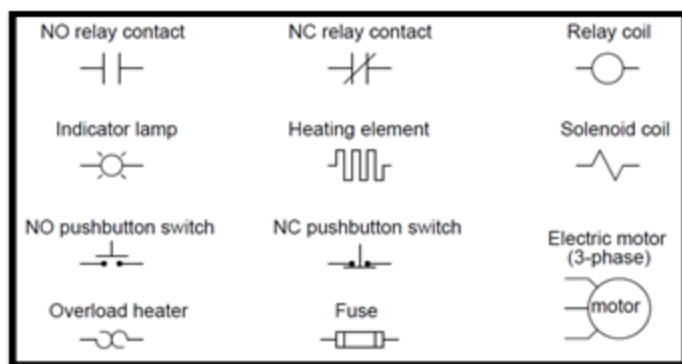 NO relay contact
NC relay contact
Relay coil
Indicator lamp
Heating element
Solenoid coil
NO pushbutton switch
NC pushbutton switch
Electric motor
(3-phase)
motor
Overload heater
Fuse